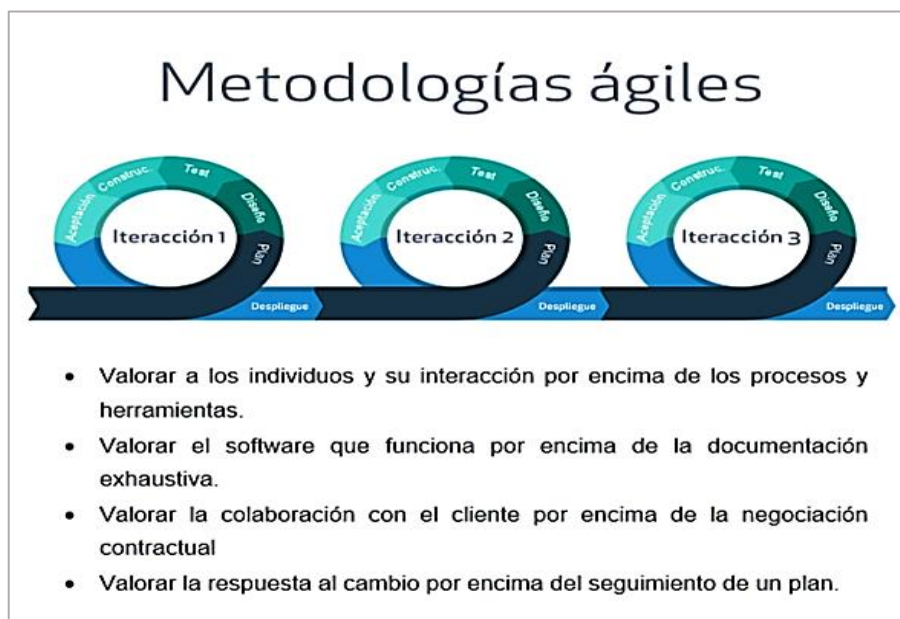 Metodologías ágiles
Aceptación
Construc.
Test
Diseño
Plan
Iteracción 1
Despliegue
Aceptación
Construc.
Test
Diseño
Plan
Iteracción 2
Despliegue
Aceptación
Construc.
Test
Diseño
Plan
Iteracción 3
Despliegue
• Valorar a los individuos y su interacción por encima de los procesos y
herramientas.
• Valorar el software que funciona por encima de la documentación
exhaustiva.
• Valorar la colaboración con el cliente por encima de la negociación
contractual
• Valorar la respuesta al cambio por encima del seguimiento de un plan.